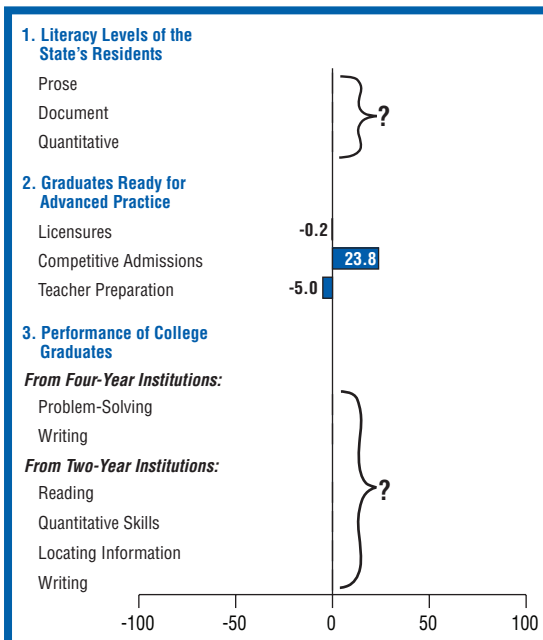 1. Literacy Levels of the
State's Residents
Prose
Document
Quantitative
?
2. Graduates Ready for
Advanced Practice
Licensures
-0.2
Competitive Admissions
23.8
Teacher Preparation
-5.0
3. Performance of College
Graduates
From Four-Year Institutions:
Problem-Solving
Writing
From Two-Year Institutions:
Reading
?
Quantitative Skills
Locating Information
Writing
-100 -50 0 50 100